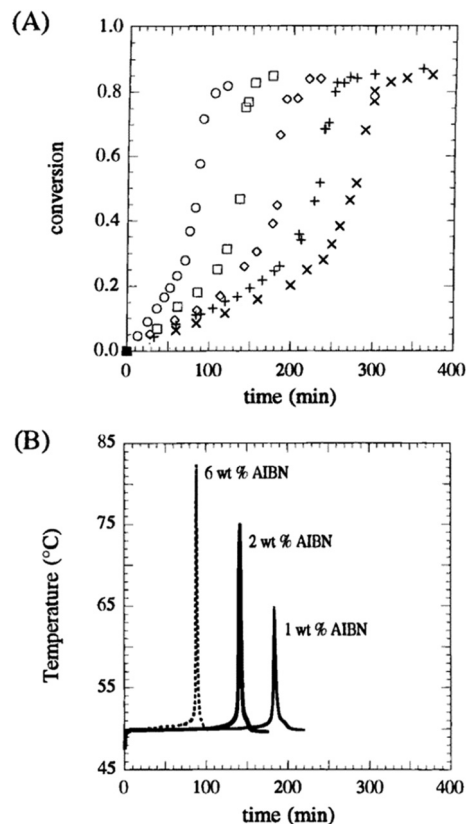 (A)
1.0
0.8
0.6
0.4
0.2
0.0
conversion
0
100
200
300
400
time (min)
(B)
85
75
65
55
45
Temperature (°C)
6 wt % AIBN
2 wt % AIBN
1 wt % AIBN
0
100
200
300
400
time (min)